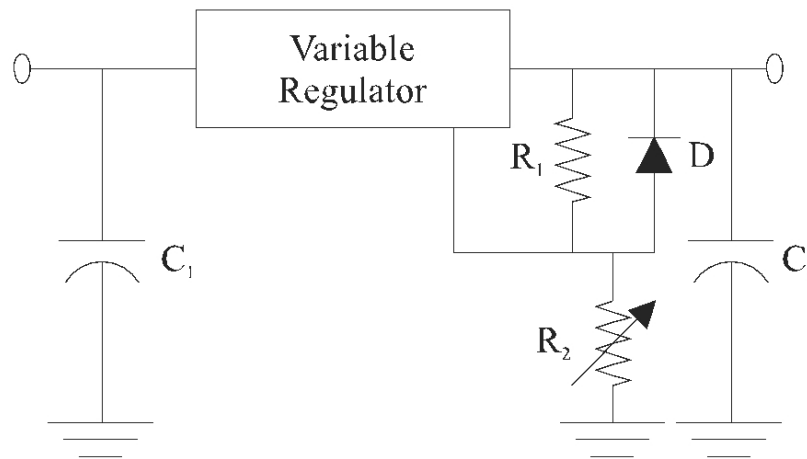 Variable
Regulator
R₁
D
C₁
C
R₂